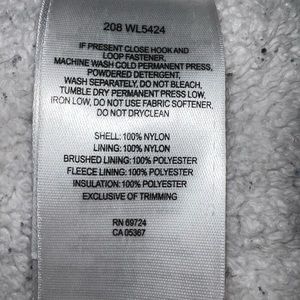 208 WL5424
IF PRESENT CLOSE HOOK AND
LOOP FASTENER,
MACHINE WASH COLD PERMANENT PRESS,
POWDERED DETERGENT,
WASH SEPARATELY, DO NOT BLEACH,
TUMBLE DRY PERMANENT PRESS LOW,
IRON LOW, DO NOT USE FABRIC SOFTENER,
DO NOT DRYCLEAN
SHELL: 100% NYLON
LINING: 100% NYLON
BRUSHED LINING: 100% POLYESTER
FLEECE LINING: 100% POLYESTER
INSULATION: 100% POLYESTER
EXCLUSIVE OF TRIMMING
RN 69724
CA 05367